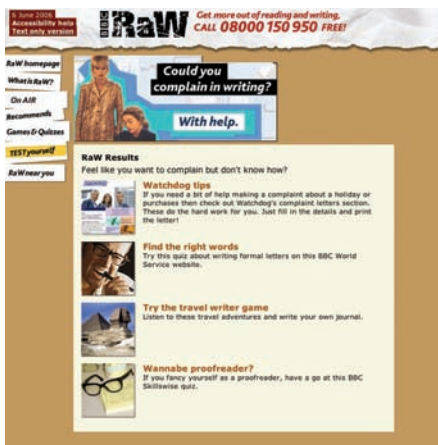 6 June 2006
Accessibility help
Text only version
BBC RaW
Get more out of reading and writing,
CALL 08000 150 950 FREE!
RaW homepage
What is RaW?
On AIR
Recommends
Games & Quizzes
TEST yourself
RaW near you
Could you
complain in writing?
With help.
RaW Results
Feel like you want to complain but don't know how?
Watchdog tips
If you need a bit of help making a complaint about a holiday or
purchases then check out Watchdog's complaint letters section.
These do the hard work for you. Just fill in the details and print
the letter!
Find the right words
Try this quiz about writing formal letters on this BBC World
Service website.
Try the travel writer game
Listen to these travel adventures and write your own journal.
Wannabe proofreader?
If you fancy yourself as a proofreader, have a go at this BBC
Skillswise quiz.